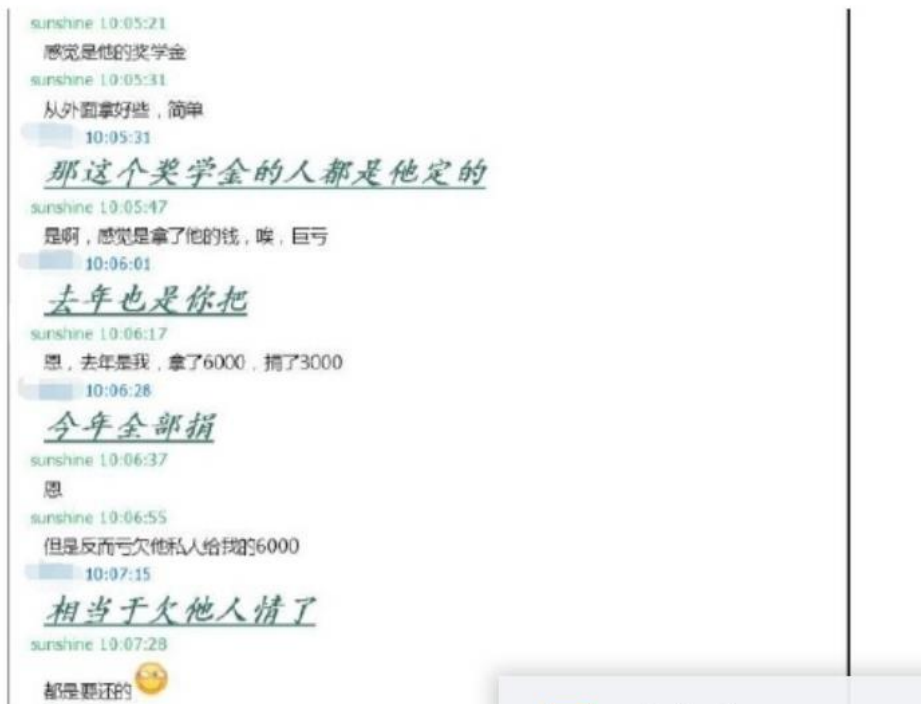 sunshine 10:05:21
感觉是他的奖学金
sunshine 10:05:31
从外面拿好些，简单
10:05:31
那这个奖学金的人都是他定的
sunshine 10:05:47
是啊，感觉是拿了他的钱，唉，巨亏
10:06:01
去年也是你把
sunshine 10:06:17
恩，去年是我，拿了6000，捐了3000
10:06:28
今年全部捐
sunshine 10:06:37
恩
sunshine 10:06:55
但是反而亏欠他私人给我的6000
10:07:15
相当于欠他人情了
sunshine 10:07:28
都是要还的